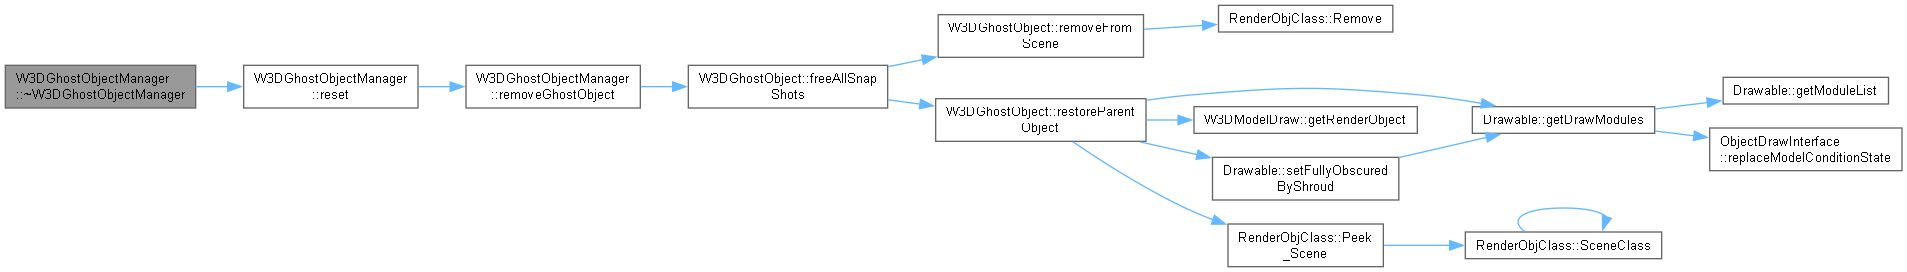 W3DGhostObjectManager
::~W3DGhostObjectManager
W3DGhostObjectManager
::reset
W3DGhostObjectManager
::removeGhostObject
W3DGhostObject::freeAllSnap
Shots
W3DGhostObject::removeFrom
Scene
RenderObjClass::Remove
W3DGhostObject::restoreParent
Object
W3DModelDraw::getRenderObject
Drawable::setFullyObscured
ByShroud
RenderObjClass::Peek
_Scene
Drawable::getDrawModules
RenderObjClass::SceneClass
Drawable::getModuleList
ObjectDrawInterface
::replaceModelConditionState